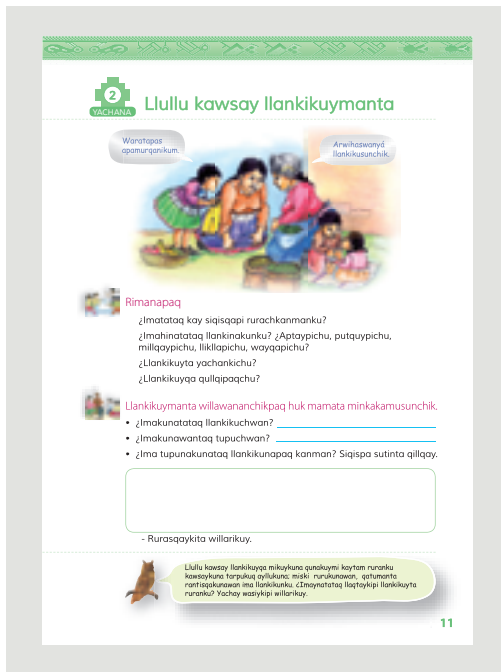 2
YACHANA
Llullu kawsay llankikuymanta
Waratapas
apamurqanikum.
Arwihaswanyá
llankikusunchik.
Rimanapaq
¿Imatataq kay siqisqapi rurachkanmanku?
¿Imahinatataq llankinakunku? ¿Aptaypichu, putquypichu,
millqaypichu, llikllapichu, wayqapichu?
¿Llankikuyta yachankichu?
¿Llankikuyqa qullqipaqchu?
Llankikuymanta willawananchikpaq huk mamata minkakamusunchik.
• ¿Imakunatataq llankikuchwan?
• ¿Imakunawantaq tupuchwan?
• ¿Ima tupunakunataq llankikunapaq kanman? Siqispa sutinta qillqay.
- Rurasqaykita willarikuy.
Llullu kawsay llankikuyqa mikuykuna qunakuymi kaytam ruranku
kawsaykuna tarpukuq ayllukuna; miski rurukunawan, qatumanta
rantisqakunawan ima llankikunku. ¿Imaynatataq llaqtaykipi llankikuyta
ruranku? Yachay wasiykipi willarikuy.
11